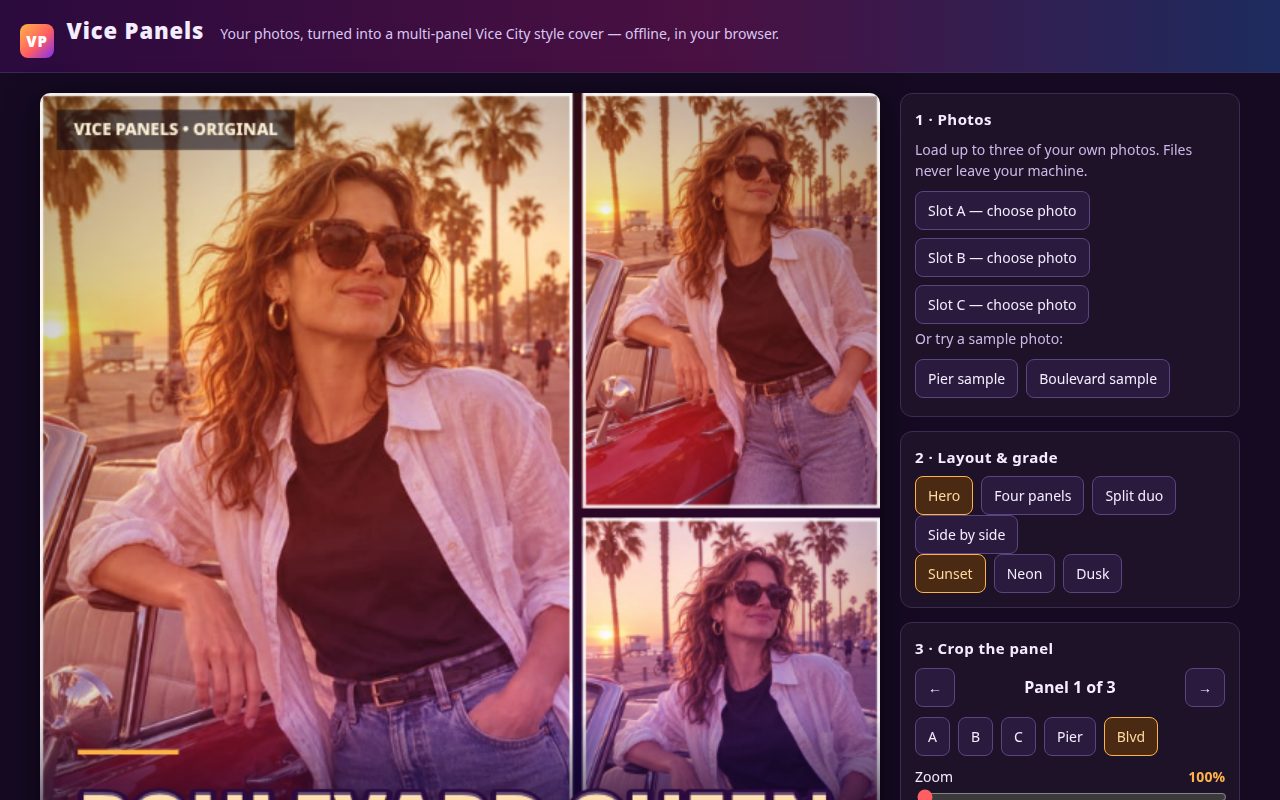 VP
Vice Panels
Your photos, turned into a multi-panel Vice City style cover — offline, in your browser.
VICE PANELS • ORIGINAL
BOULEVARD QUEEN
1 · Photos
Load up to three of your own photos. Files
never leave your machine.
Slot A — choose photo
Slot B — choose photo
Slot C — choose photo
Or try a sample photo:
Pier sample
Boulevard sample
2 · Layout & grade
Hero
Four panels
Split duo
Side by side
Sunset
Neon
Dusk
3 · Crop the panel
←
Panel 1 of 3
→
A
B
C
Pier
Blvd
Zoom
100%